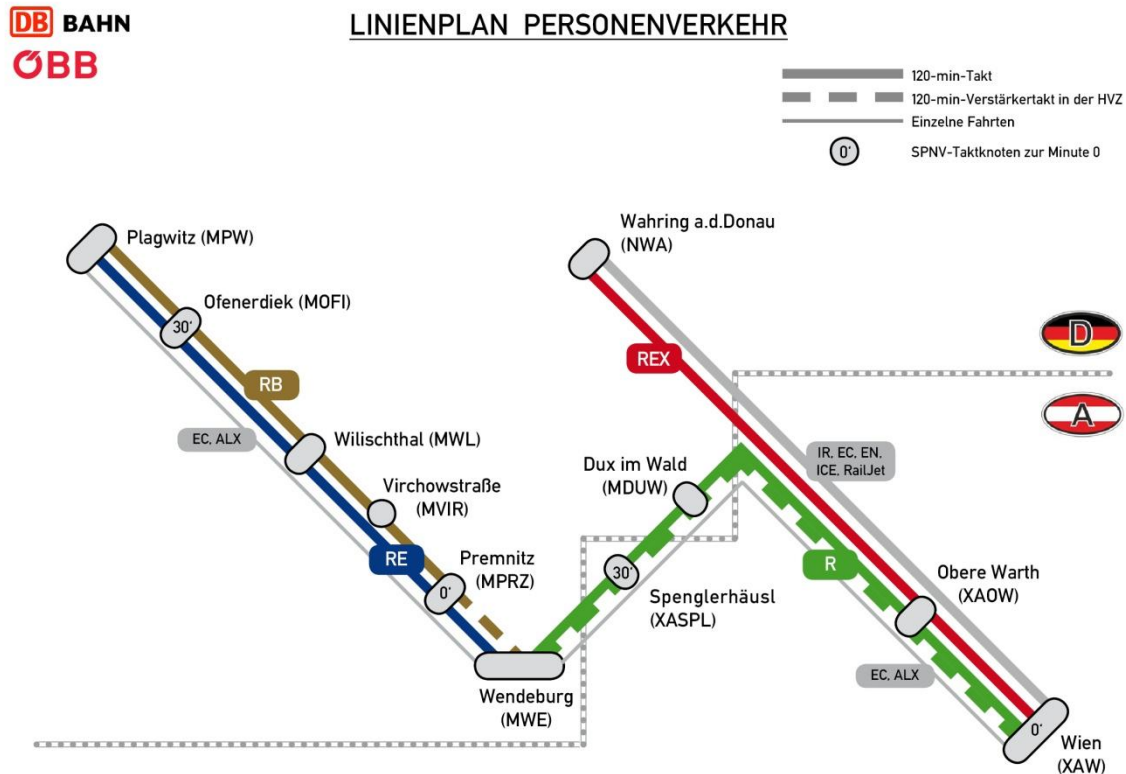 DB BAHN
ÖBB
LINIENPLAN PERSONENVERKEHR
120-min-Takt
120-min-Verstärkertakt in der HVZ
Einzelne Fahrten
0' SPNV-Taktknoten zur Minute 0
Plagwitz (MPW)
Ofenerdiek (MOFI)
30'
RB
EC, ALX
Wilischthal (MWL)
Virchowstraße
(MVIR)
RE
Premnitz
(MPRZ)
0'
Wendeburg
(MWE)
Wahring a.d.Donau
(NWA)
REX
D
A
IR, EC, EN,
ICE, RailJet
Dux im Wald
(MDUW)
30'
Spenglerhäusl
(XASPL)
R
Obere Warth
(XAOW)
EC, ALX
0'
Wien
(XAW)